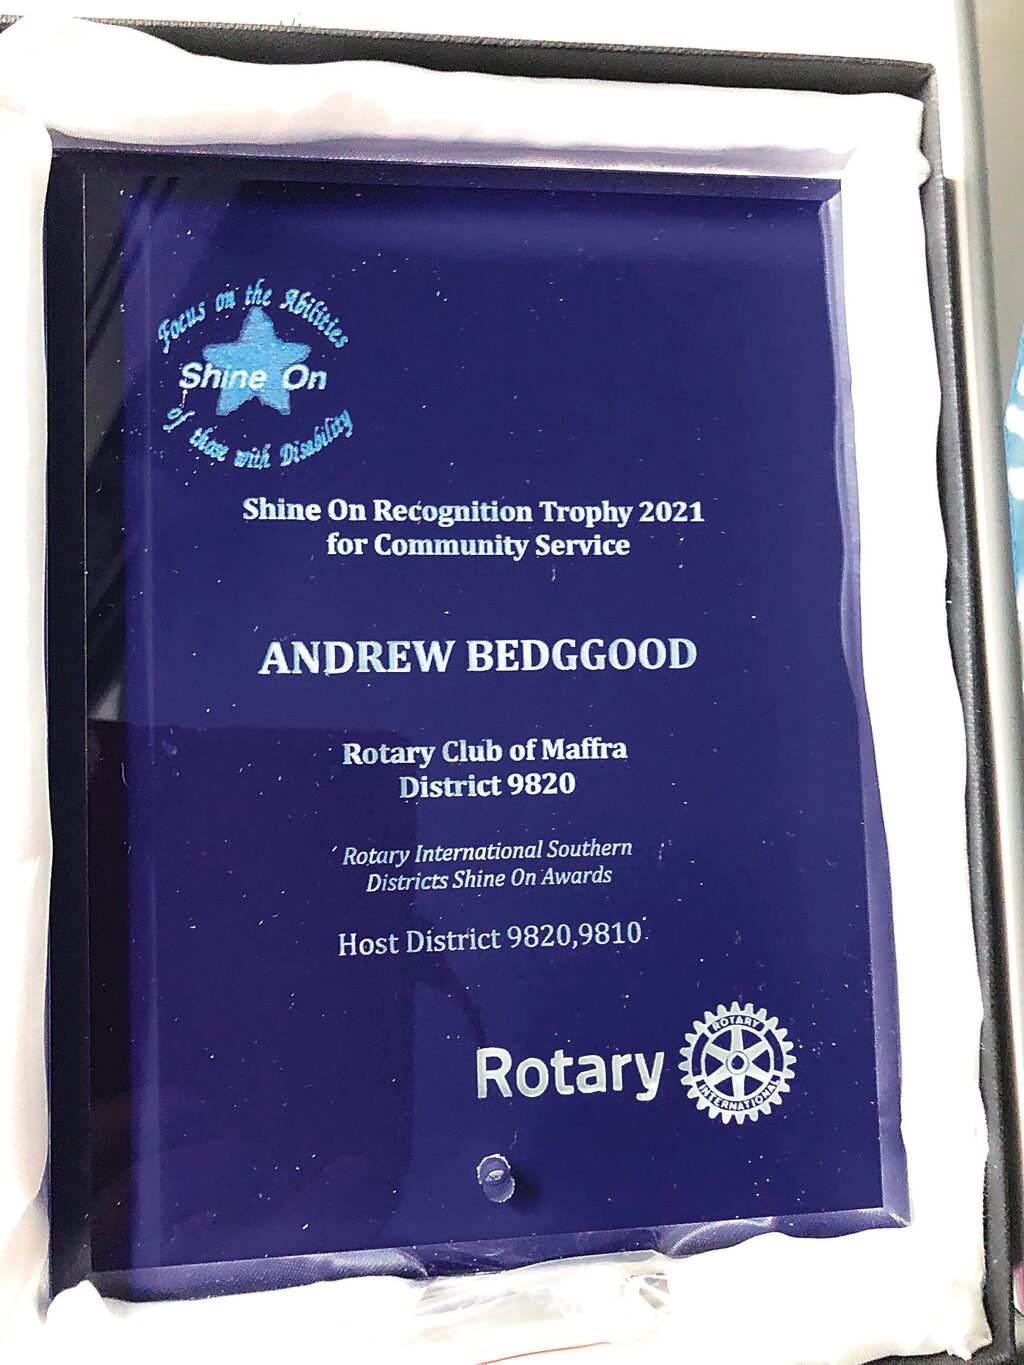 Focus on the Abilities
Shine On
of those with Disability
Shine On Recognition Trophy 2021
for Community Service
ANDREW BEDGGOOD
Rotary Club of Maffra
District 9820
Rotary International Southern
Districts Shine On Awards
Host District 9820,9810
Rotary
ROTARY
INTERNATIONAL